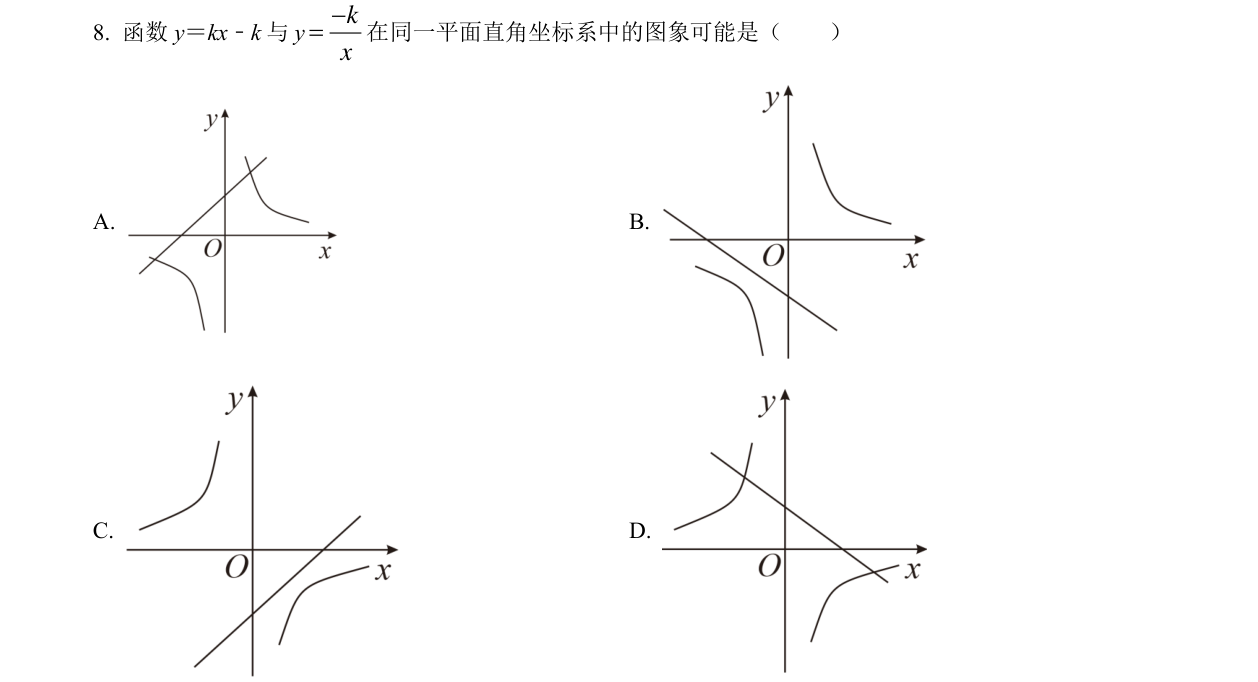 8. 函数 y=kx﹣k 与 y=\frac{-k}{x} 在同一平面直角坐标系中的图象可能是（　　）
A. y O x
B. y O x
C. y O x
D. y O x